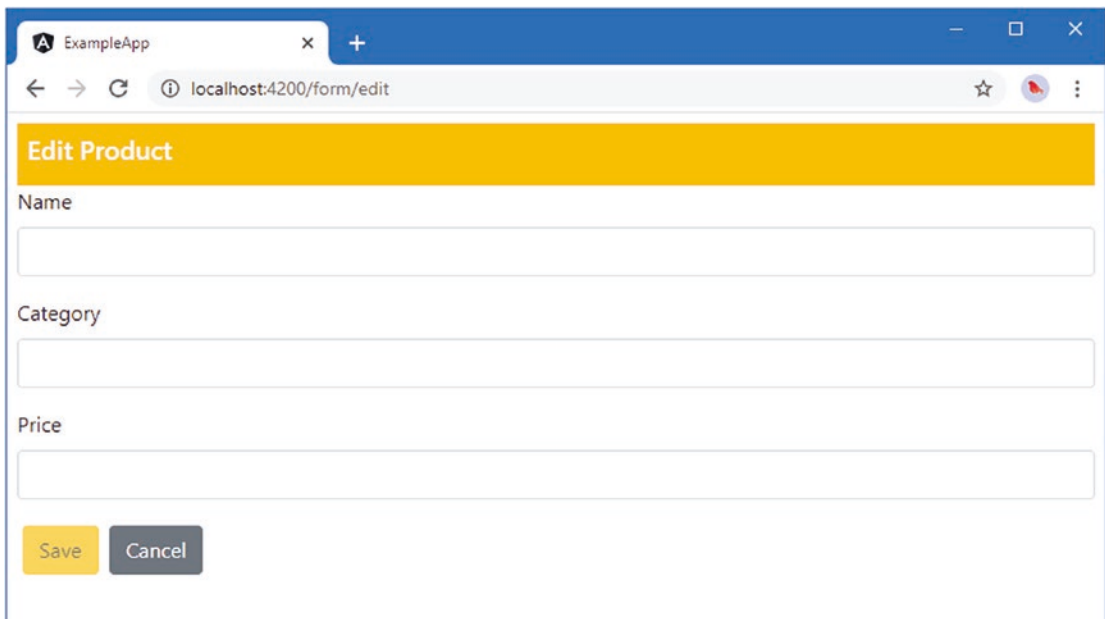 ExampleApp
localhost:4200/form/edit
Edit Product
Name
Category
Price
Save Cancel